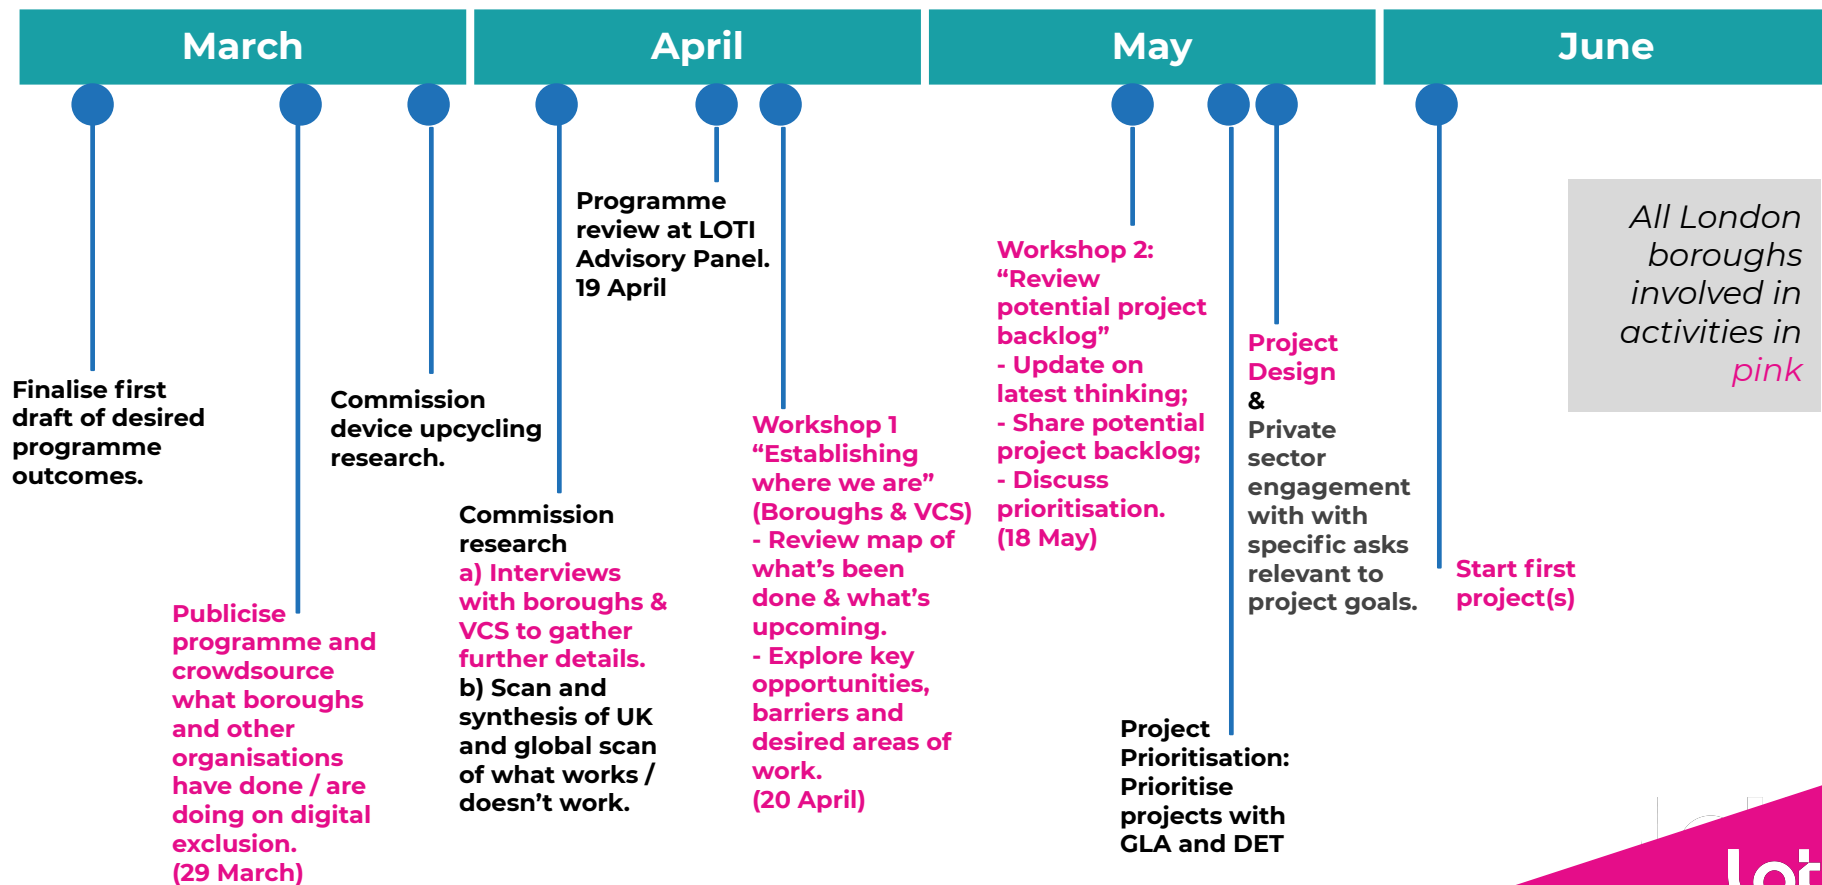 March
April
May
June
Finalise first
draft of desired
programme
outcomes.
Publicise
programme and
crowdsource
what boroughs
and other
organisations
have done / are
doing on digital
exclusion.
(29 March)
Commission
device upcycling
research.
Commission
research
a) Interviews
with boroughs &
VCS to gather
further details.
b) Scan and
synthesis of UK
and global scan
of what works /
doesn’t work.
Programme
review at LOTI
Advisory Panel.
19 April
Workshop 1
“Establishing
where we are”
(Boroughs & VCS)
- Review map of
what’s been
done & what’s
upcoming.
- Explore key
opportunities,
barriers and
desired areas of
work.
(20 April)
Workshop 2:
“Review
potential project
backlog”
- Update on
latest thinking;
- Share potential
project backlog;
- Discuss
prioritisation.
(18 May)
Project
Prioritisation:
Prioritise
projects with
GLA and DET
Project
Design
&
Private
sector
engagement
with with
specific asks
relevant to
project goals.
Start first
project(s)
All London
boroughs
involved in
activities in
pink